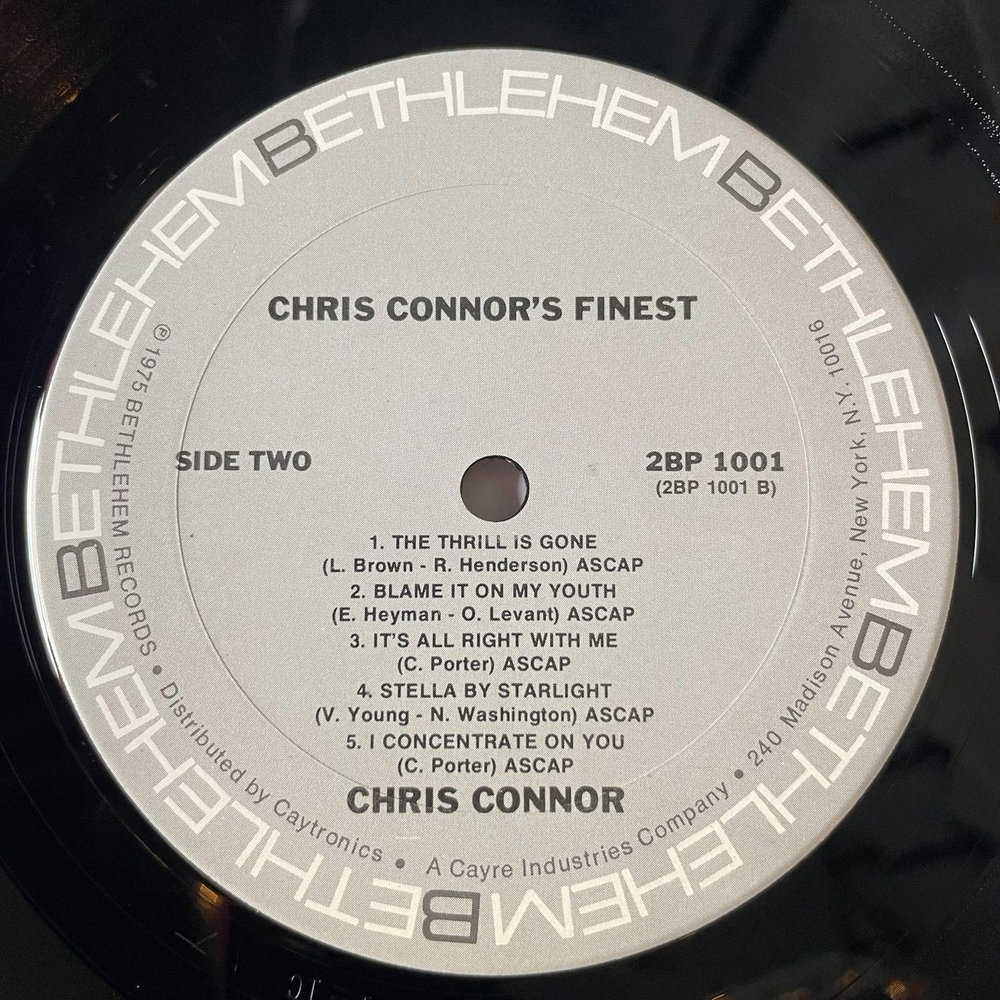 BETHLEHEM BETHLEHEM BETHLEHEM BETHLEHEM BETHLEHEM BETHLEHEM
CHRIS CONNOR'S FINEST
SIDE TWO
2BP 1001
(2BP 1001 B)
1. THE THRILL IS GONE
(L. Brown - R. Henderson) ASCAP
2. BLAME IT ON MY YOUTH
(E. Heyman - O. Levant) ASCAP
3. IT'S ALL RIGHT WITH ME
(C. Porter) ASCAP
4. STELLA BY STARLIGHT
(V. Young - N. Washington) ASCAP
5. I CONCENTRATE ON YOU
(C. Porter) ASCAP
CHRIS CONNOR
℗ 1975 BETHLEHEM RECORDS • Distributed by Caytronics • A Cayre Industries Company • 240 Madison Avenue, New York, N.Y. 10016